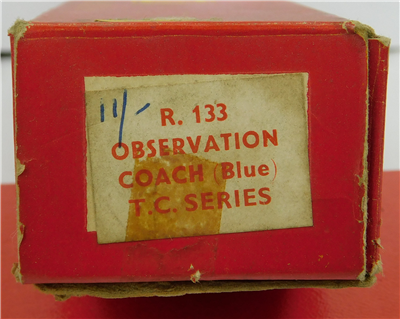 11/- R. 133
OBSERVATION
COACH (Blue)
T.C. SERIES